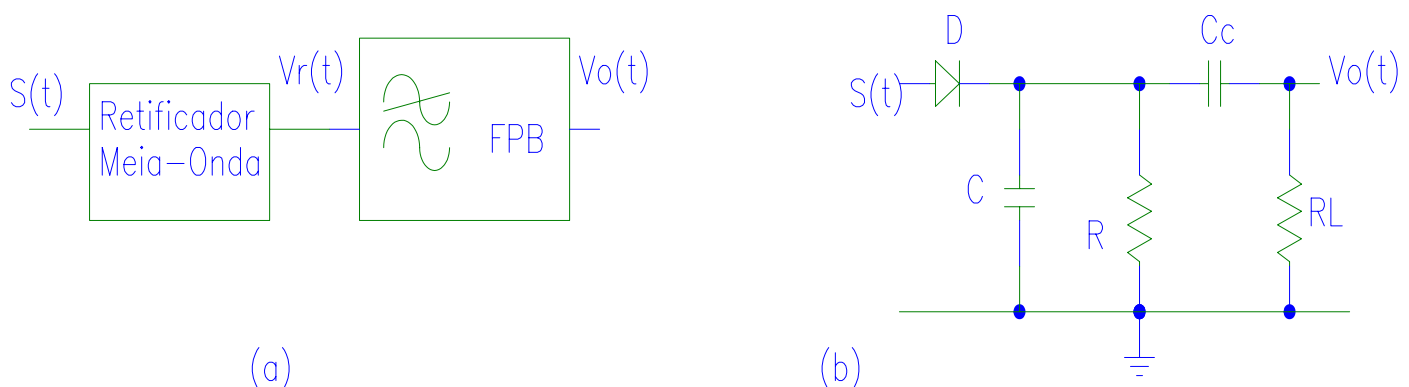 S(t)
Retificador
Meia-Onda
Vr(t)
FPB
Vo(t)
(a)
S(t)
D
Cc
Vo(t)
C
R
RL
(b)